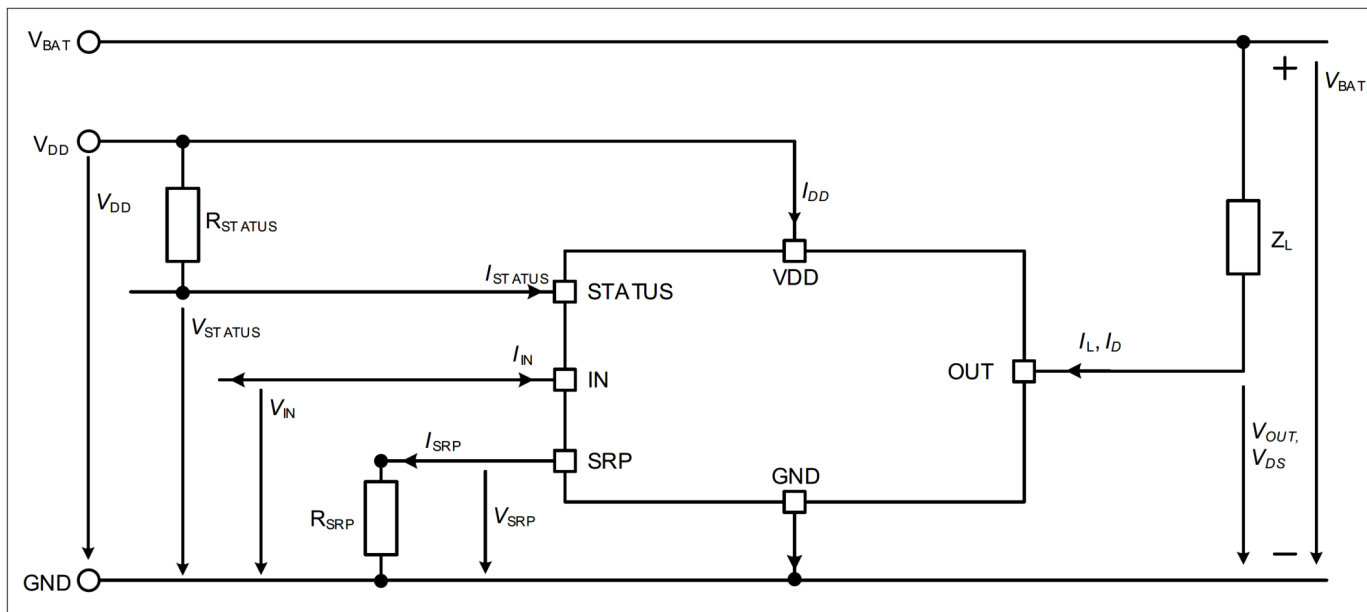 VBAT
+
VBAT
VDD
VDD
IDD
RSTATUS
ZL
ISTATUS
STATUS
VDD
VSTATUS
IIN
IN
OUT
IL, ID
VIN
ISRP
SRP
GND
VOUT,
VDS
RSRP
VSRP
GND
–